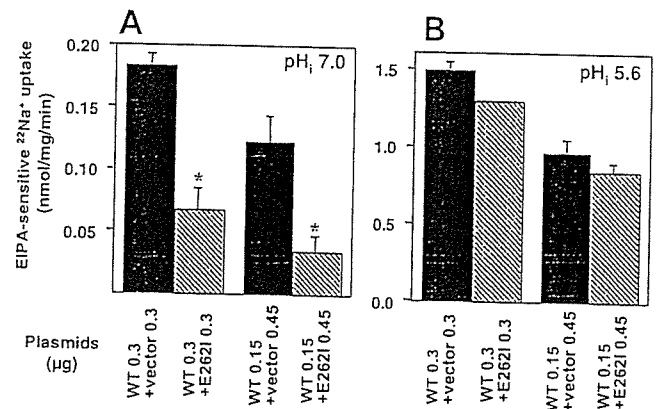 A
B
EIPA-sensitive ²²Na⁺ uptake
(nmol/mg/min)
0.20
0.15
0.10
0.05
pHi 7.0
*
*
1.5
1.0
0.5
0.0
pHi 5.6
Plasmids
(µg)
WT 0.3
+vector 0.3
WT 0.3
+E262I 0.3
WT 0.15
+vector 0.45
WT 0.15
+E262I 0.45
WT 0.3
+vector 0.3
WT 0.3
+E262I 0.3
WT 0.15
+vector 0.45
WT 0.15
+E262I 0.45